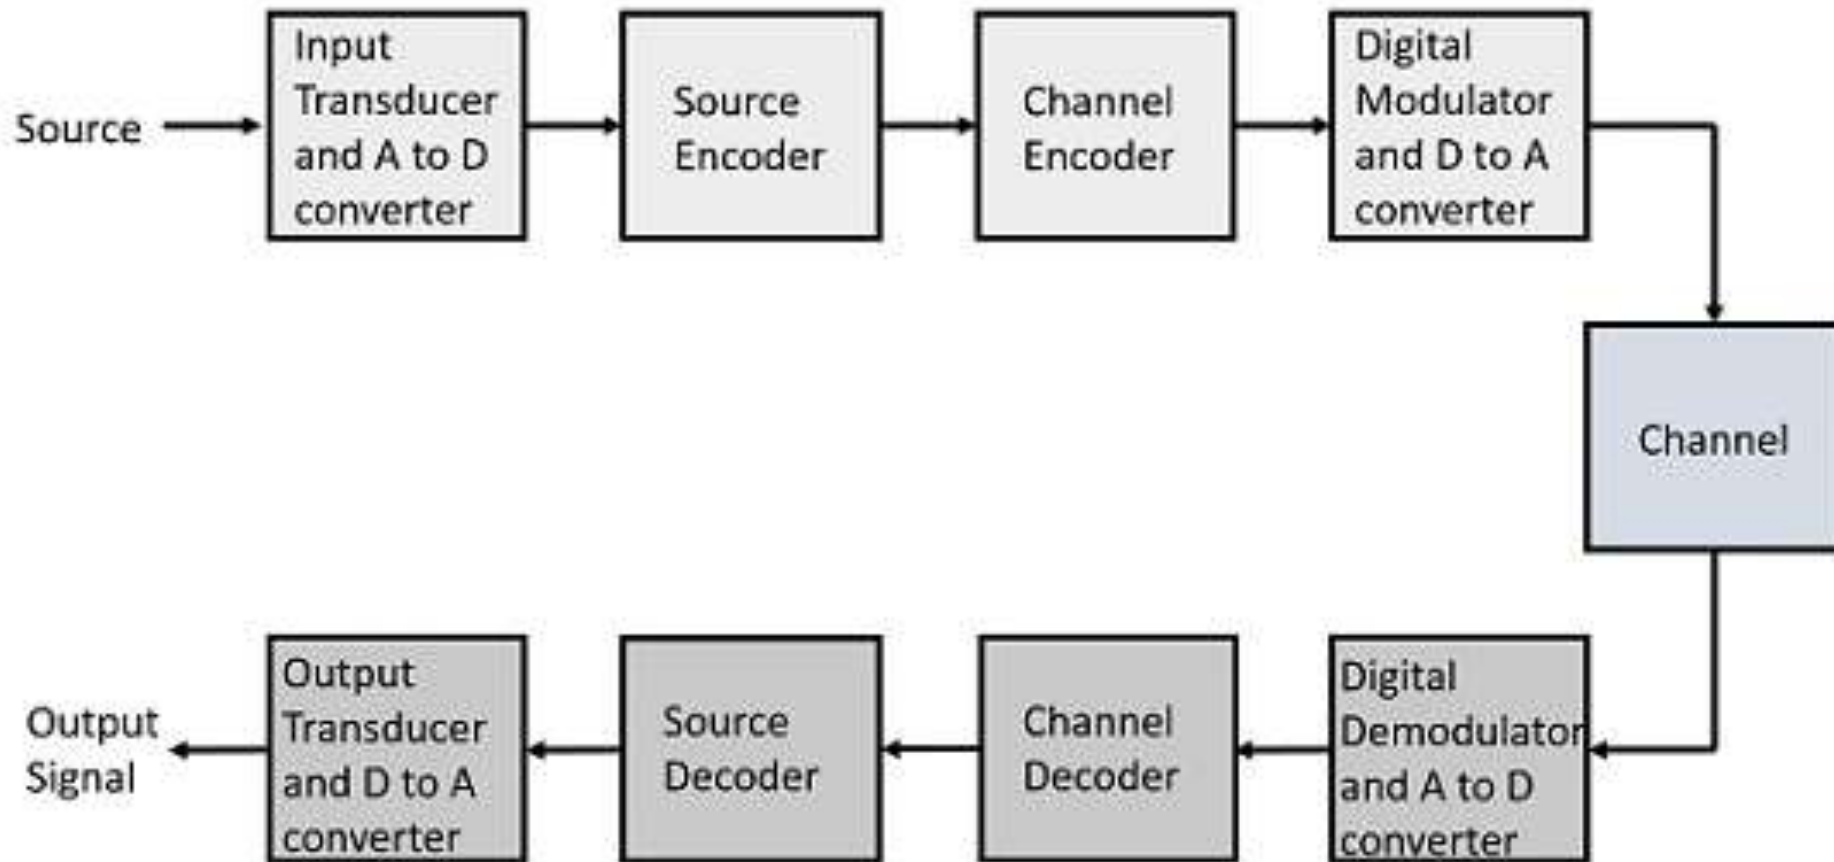 Source
Input
Transducer
and A to D
converter
Source
Encoder
Channel
Encoder
Digital
Modulator
and D to A
converter
Channel
Digital
Demodulator
and A to D
converter
Channel
Decoder
Source
Decoder
Output
Transducer
and D to A
converter
Output
Signal